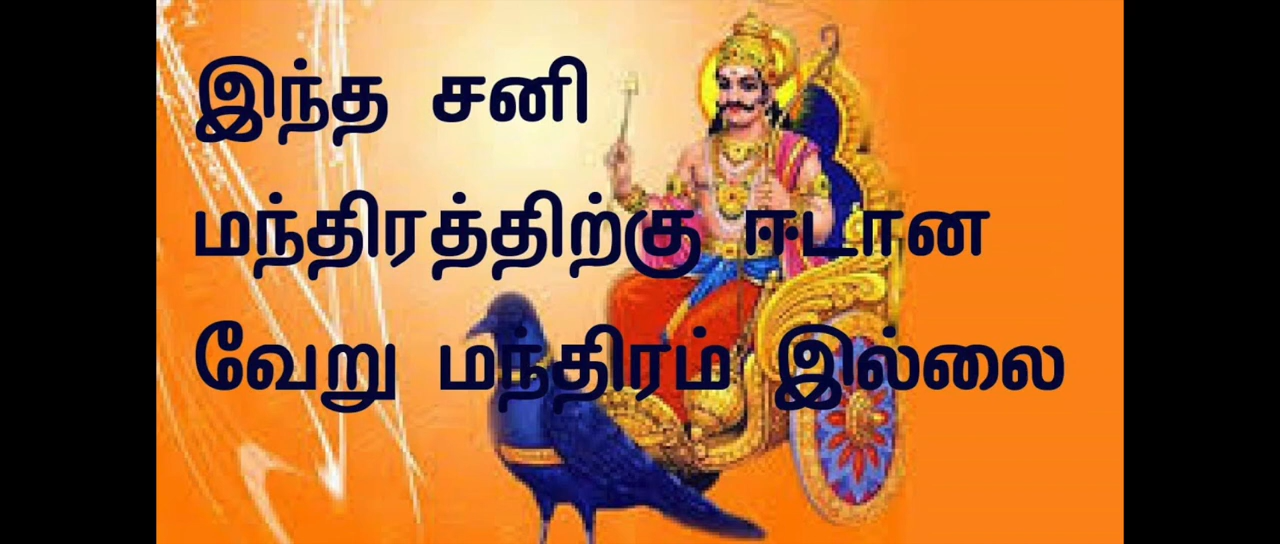 இந்த சனி
மந்திரத்திற்கு ஈடான
வேறு மந்திரம் இல்லை